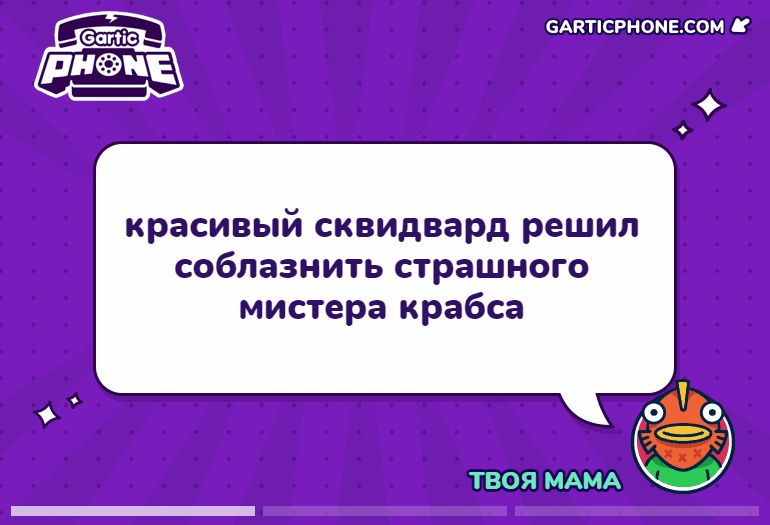 Gartic
PHONE
GARTICPHONE.COM
красивый сквидвард решил
соблазнить страшного
мистера крабса
ТВОЯ МАМА